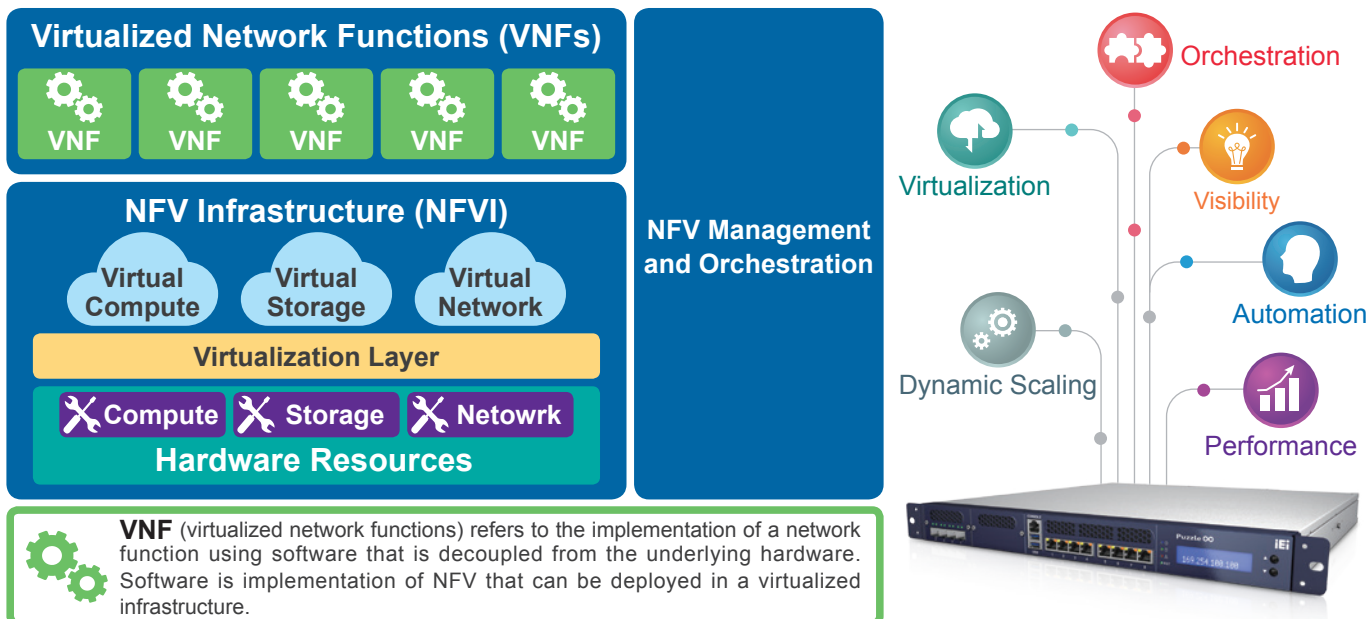 Virtualized Network Functions (VNFs)
VNF
VNF
VNF
VNF
VNF
NFV Infrastructure (NFVI)
Virtual
Compute
Virtual
Storage
Virtual
Network
Virtualization Layer
Compute
Storage
Netowrk
Hardware Resources
NFV Management
and Orchestration
VNF (virtualized network functions) refers to the implementation of a network
function using software that is decoupled from the underlying hardware.
Software is implementation of NFV that can be deployed in a virtualized
infrastructure.
Orchestration
Virtualization
Visibility
Automation
Dynamic Scaling
Performance
Puzzle
iEi
169.254.100.100